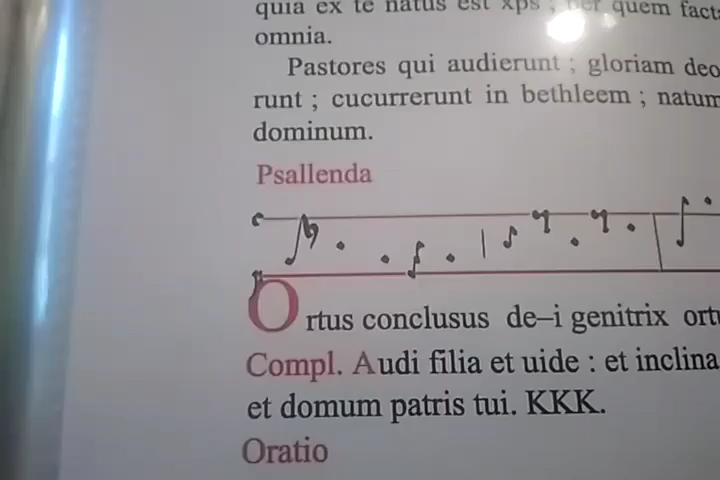 quia ex te natus est xps ; per quem fact
omnia.
Pastores qui audierunt ; gloriam deo
runt ; cucurrerunt in bethleem ; natum
dominum.
Psallenda
Ortus conclusus de–i genitrix ort
Compl. Audi filia et uide : et inclina
et domum patris tui. KKK.
Oratio